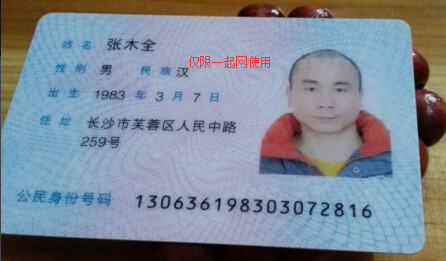 姓名 张木全
仅限一起网使用
性别 男 民族 汉
出生 1983 年 3 月 7 日
住址 长沙市芙蓉区人民中路
259号
公民身份号码 130636198303072816